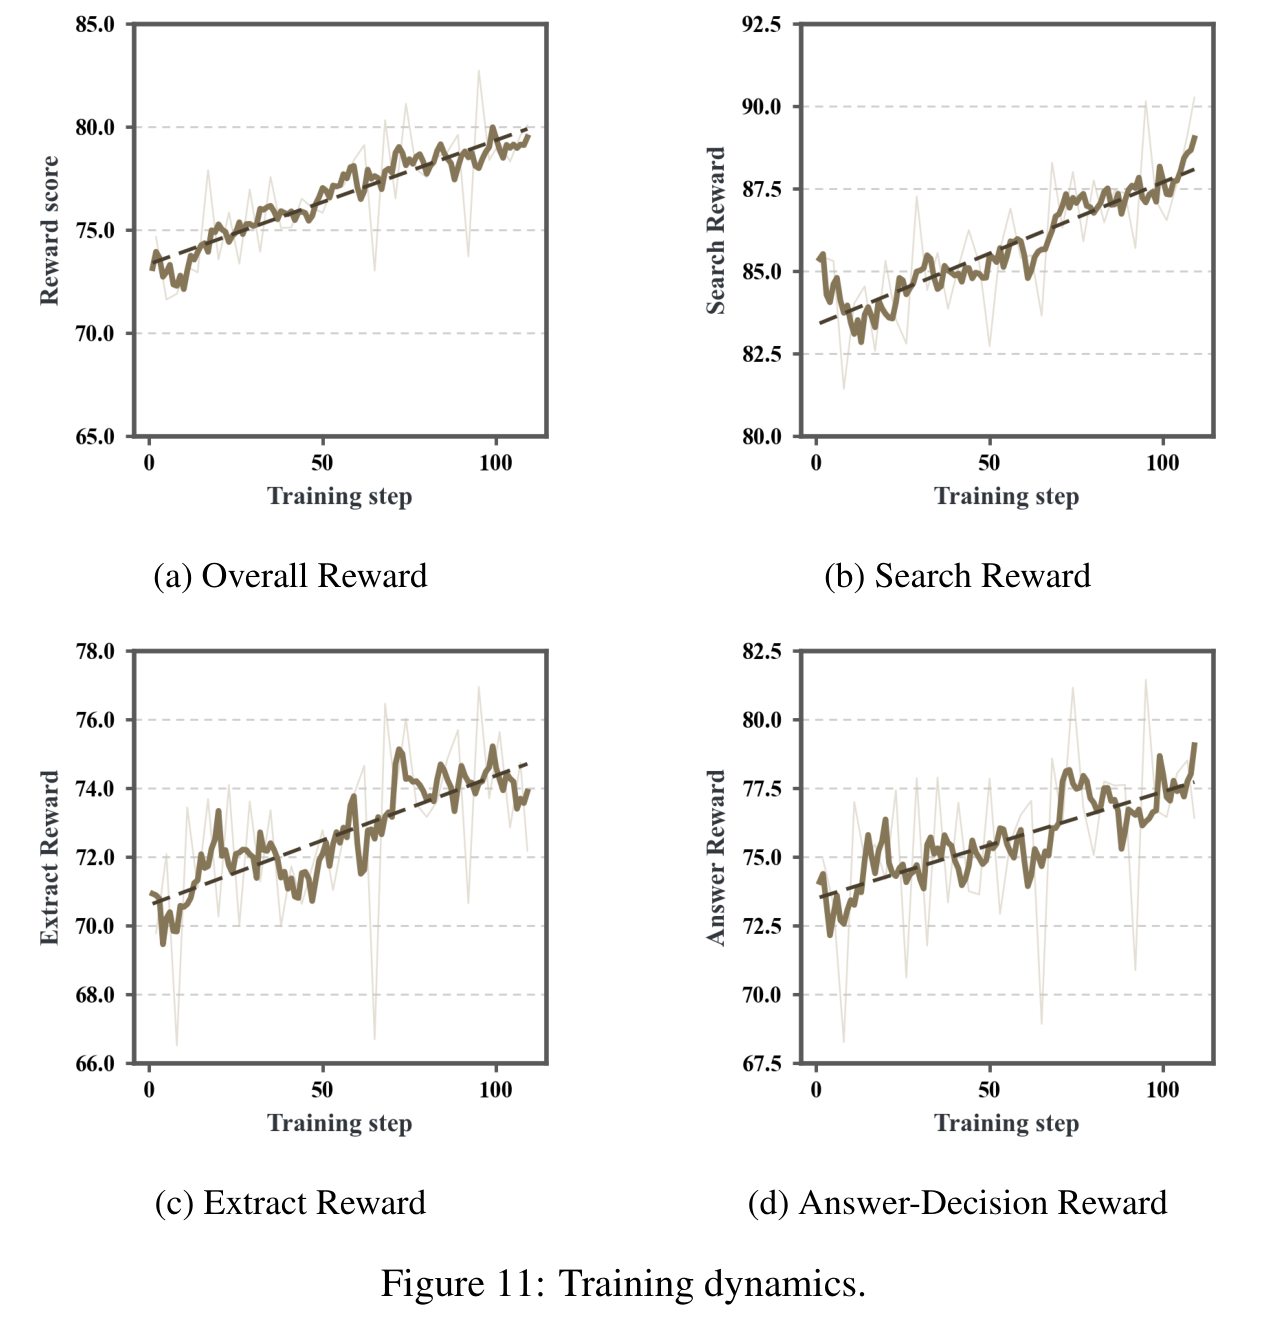 85.0
80.0
75.0
70.0
65.0
Reward score
0 50 100
Training step
(a) Overall Reward
92.5
90.0
87.5
85.0
82.5
80.0
Search Reward
0 50 100
Training step
(b) Search Reward
78.0
76.0
74.0
72.0
70.0
68.0
66.0
Extract Reward
0 50 100
Training step
(c) Extract Reward
82.5
80.0
77.5
75.0
72.5
70.0
67.5
Answer Reward
0 50 100
Training step
(d) Answer-Decision Reward
Figure 11: Training dynamics.